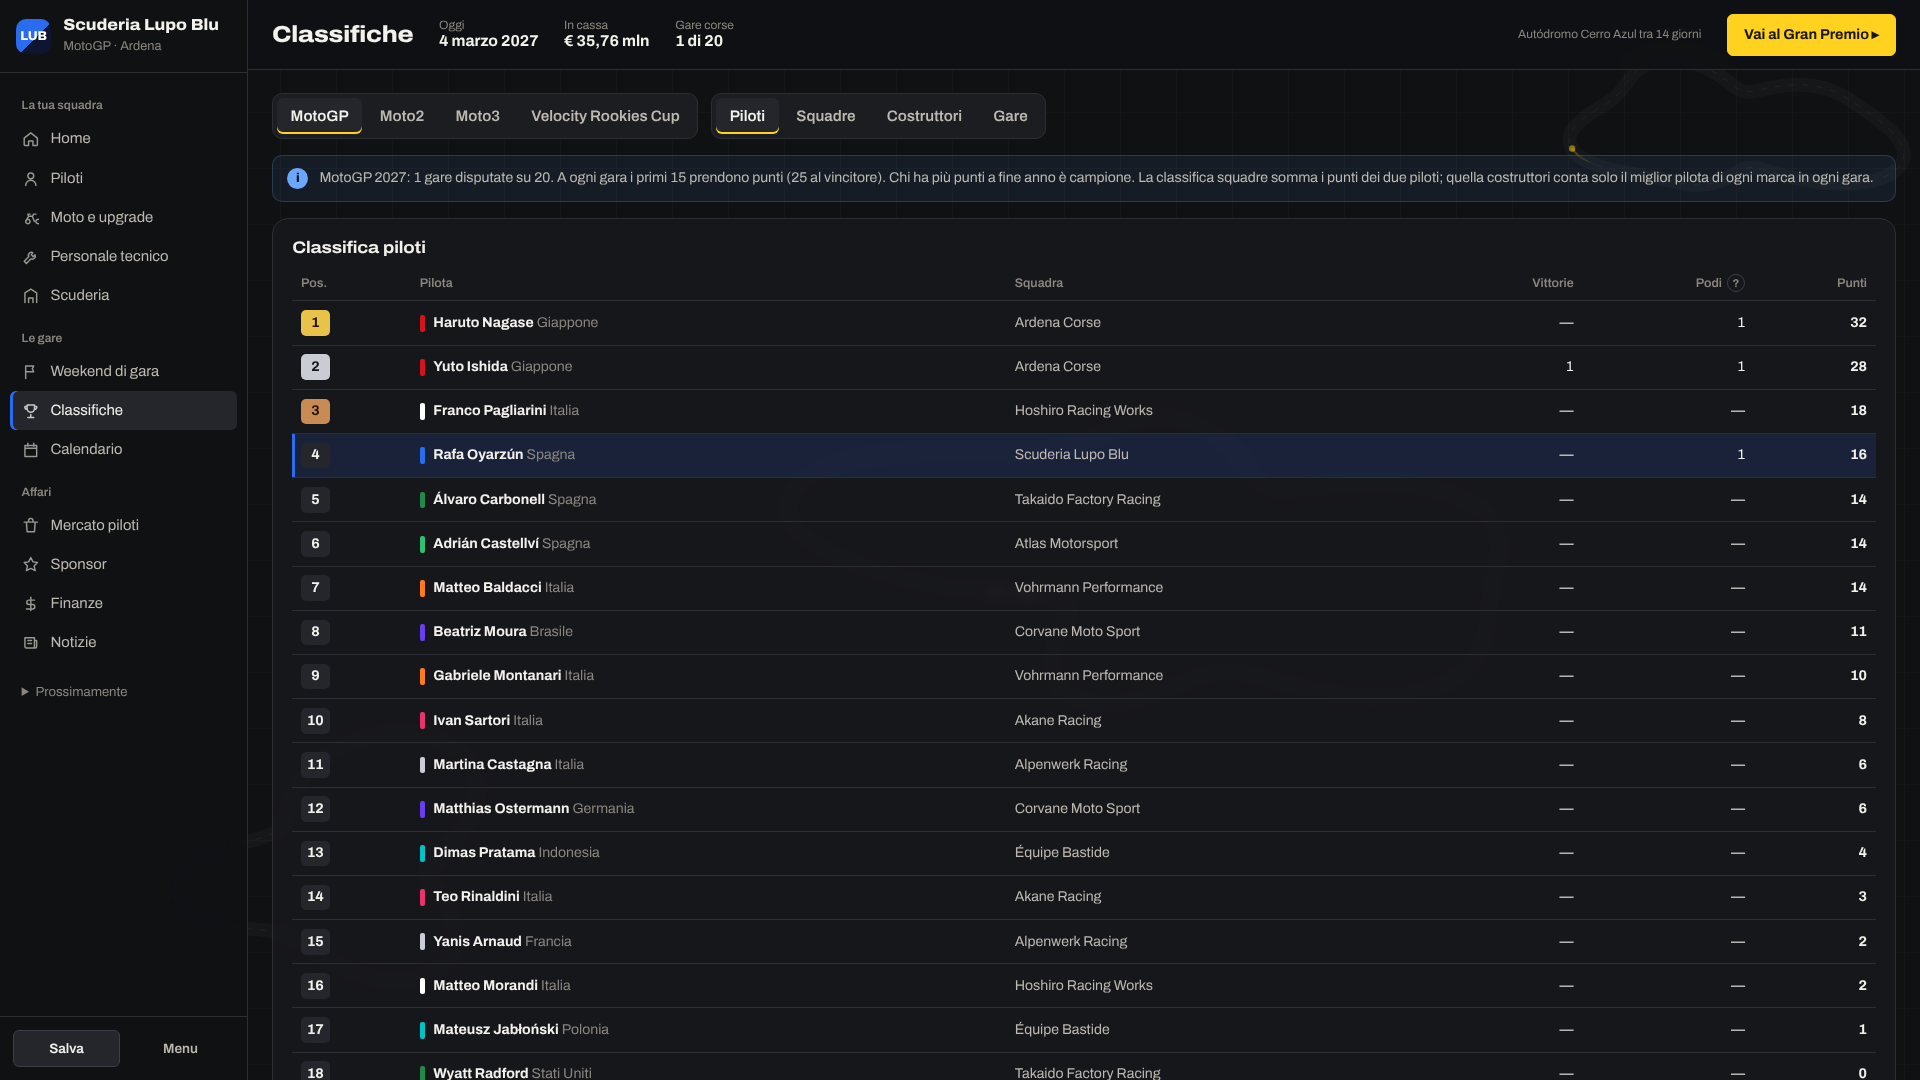 LUB
Scuderia Lupo Blu
MotoGP · Ardena
La tua squadra
Home
Piloti
Moto e upgrade
Personale tecnico
Scuderia
Le gare
Weekend di gara
Classifiche
Calendario
Affari
Mercato piloti
Sponsor
Finanze
Notizie
Prossimamente
Salva Menu
Classifiche
Oggi
4 marzo 2027
In cassa
€ 35,76 mln
Gare corse
1 di 20
Autódromo Cerro Azul tra 14 giorni
Vai al Gran Premio ▸
MotoGP Moto2 Moto3 Velocity Rookies Cup
Piloti Squadre Costruttori Gare
i MotoGP 2027: 1 gare disputate su 20. A ogni gara i primi 15 prendono punti (25 al vincitore). Chi ha più punti a fine anno è campione. La classifica squadre somma i punti dei due piloti; quella costruttori conta solo il miglior pilota di ogni marca in ogni gara.
Classifica piloti
Pos. Pilota Squadra Vittorie Podi ? Punti
1 Haruto Nagase Giappone Ardena Corse — 1 32
2 Yuto Ishida Giappone Ardena Corse 1 1 28
3 Franco Pagliarini Italia Hoshiro Racing Works — — 18
4 Rafa Oyarzún Spagna Scuderia Lupo Blu — 1 16
5 Álvaro Carbonell Spagna Takaido Factory Racing — — 14
6 Adrián Castellví Spagna Atlas Motorsport — — 14
7 Matteo Baldacci Italia Vohrmann Performance — — 14
8 Beatriz Moura Brasile Corvane Moto Sport — — 11
9 Gabriele Montanari Italia Vohrmann Performance — — 10
10 Ivan Sartori Italia Akane Racing — — 8
11 Martina Castagna Italia Alpenwerk Racing — — 6
12 Matthias Ostermann Germania Corvane Moto Sport — — 6
13 Dimas Pratama Indonesia Équipe Bastide — — 4
14 Teo Rinaldini Italia Akane Racing — — 3
15 Yanis Arnaud Francia Alpenwerk Racing — — 2
16 Matteo Morandi Italia Hoshiro Racing Works — — 2
17 Mateusz Jabłoński Polonia Équipe Bastide — — 1
18 Wyatt Radford Stati Uniti Takaido Factory Racing — — 0